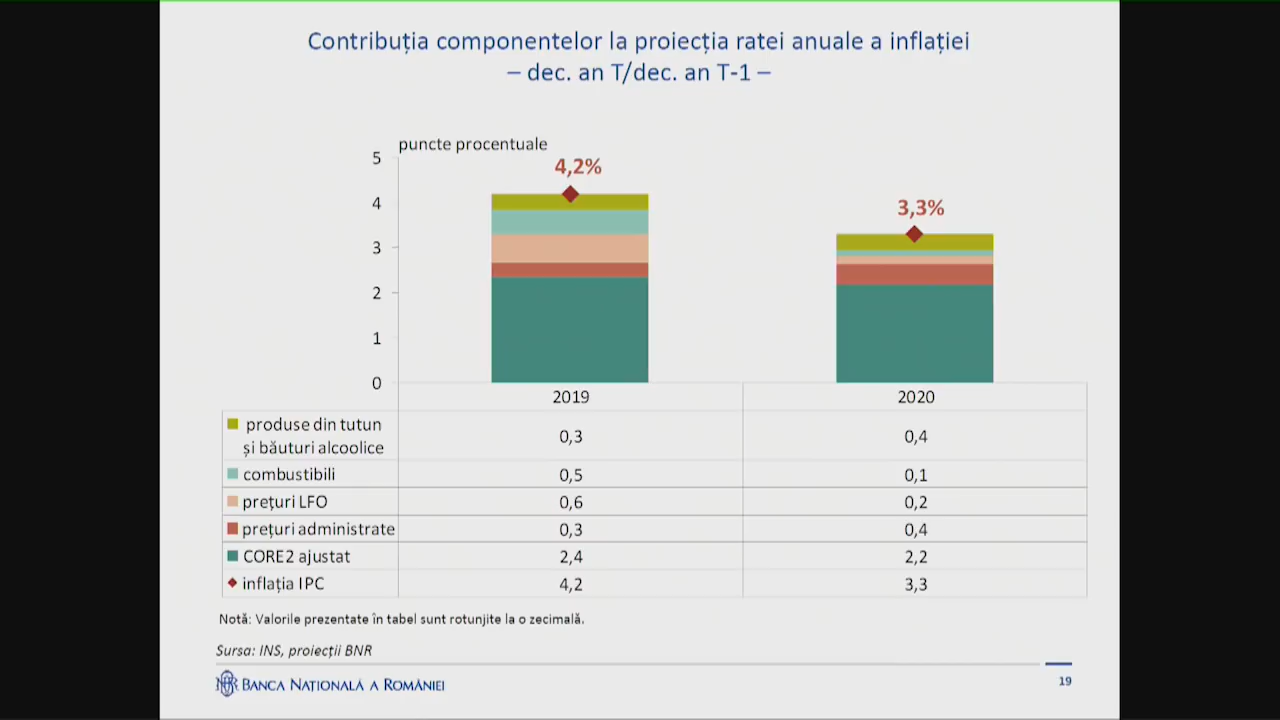 Contribuția componentelor la proiecția ratei anuale a inflației
– dec. an T/dec. an T-1 –
puncte procentuale
5
4
3
2
1
0
4,2%
3,3%
2019 2020
produse din tutun
și băuturi alcoolice 0,3 0,4
combustibili 0,5 0,1
prețuri LFO 0,6 0,2
prețuri administrate 0,3 0,4
CORE2 ajustat 2,4 2,2
inflația IPC 4,2 3,3
Notă: Valorile prezentate în tabel sunt rotunjite la o zecimală.
Sursa: INS, proiecții BNR
BANCA NAȚIONALĂ A ROMÂNIEI
19